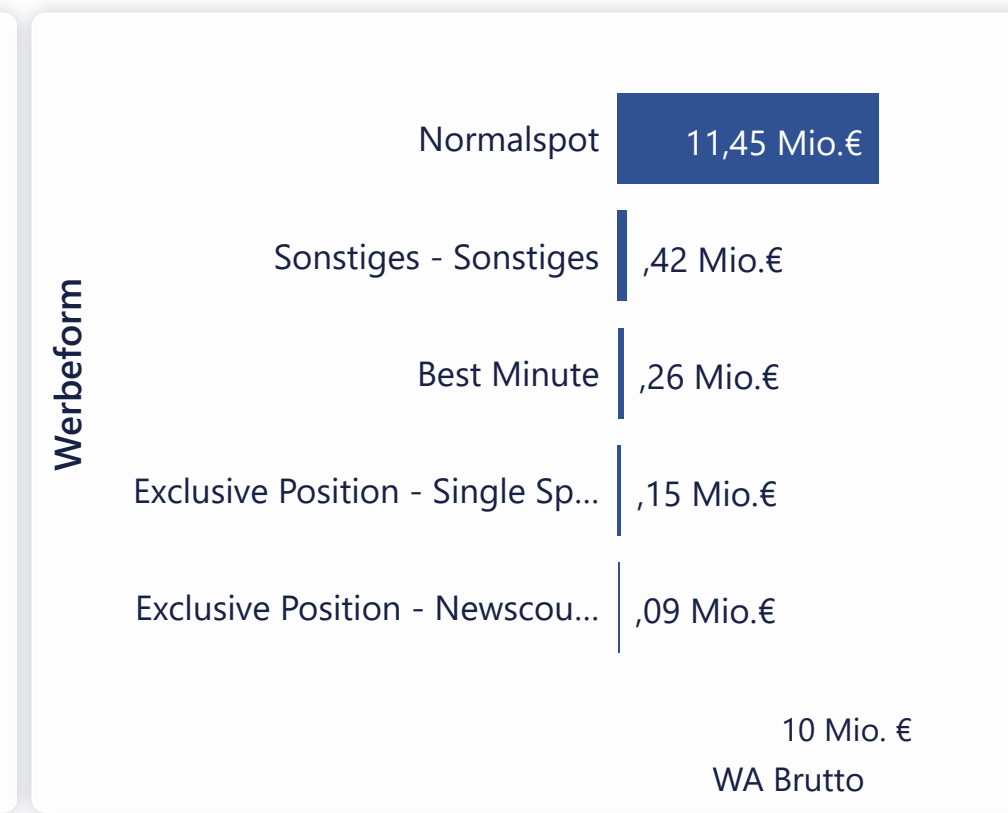 Werbeform
Normalspot 11,45 Mio.€
Sonstiges - Sonstiges ,42 Mio.€
Best Minute ,26 Mio.€
Exclusive Position - Single Sp... ,15 Mio.€
Exclusive Position - Newscou... ,09 Mio.€
10 Mio. €
WA Brutto